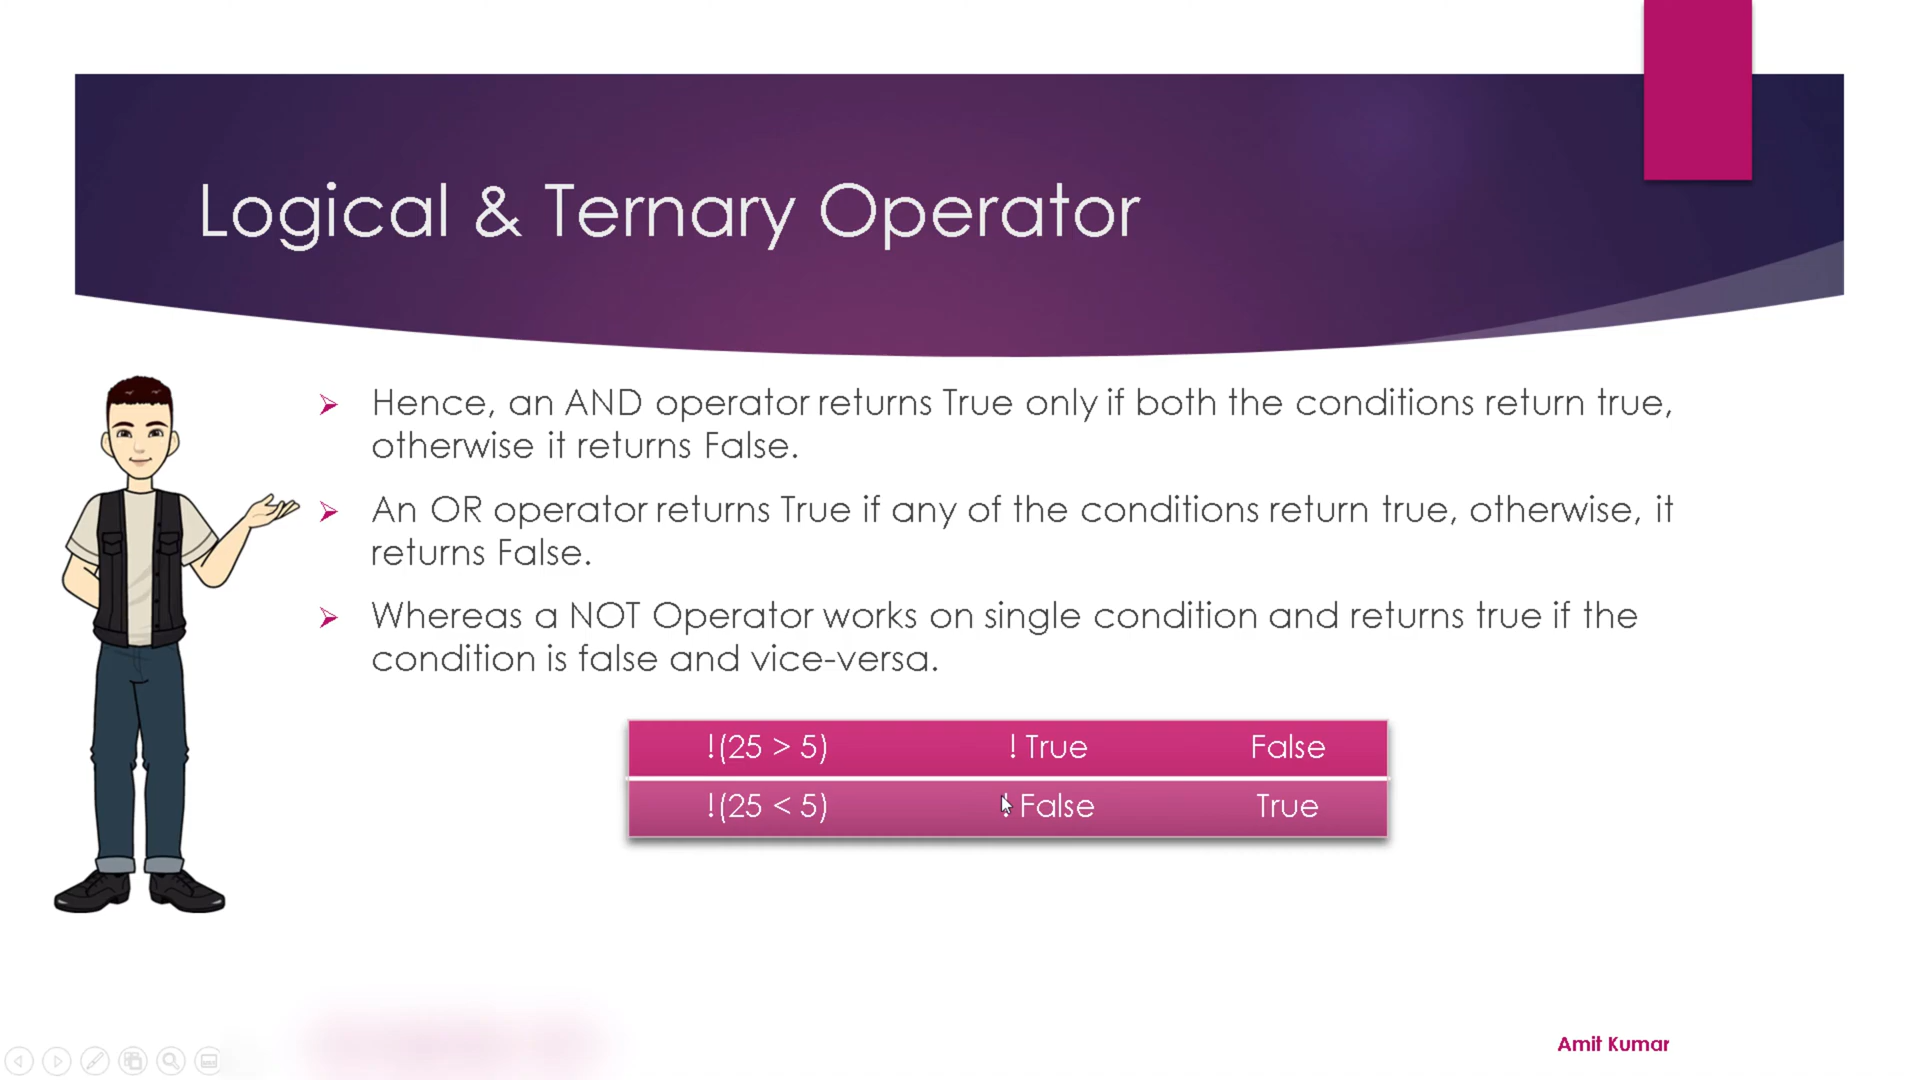 Logical & Ternary Operator
Hence, an AND operator returns True only if both the conditions return true,
otherwise it returns False.
An OR operator returns True if any of the conditions return true, otherwise, it
returns False.
Whereas a NOT Operator works on single condition and returns true if the
condition is false and vice-versa.
!(25 > 5) ! True False
!(25 < 5) ! False True
Amit Kumar